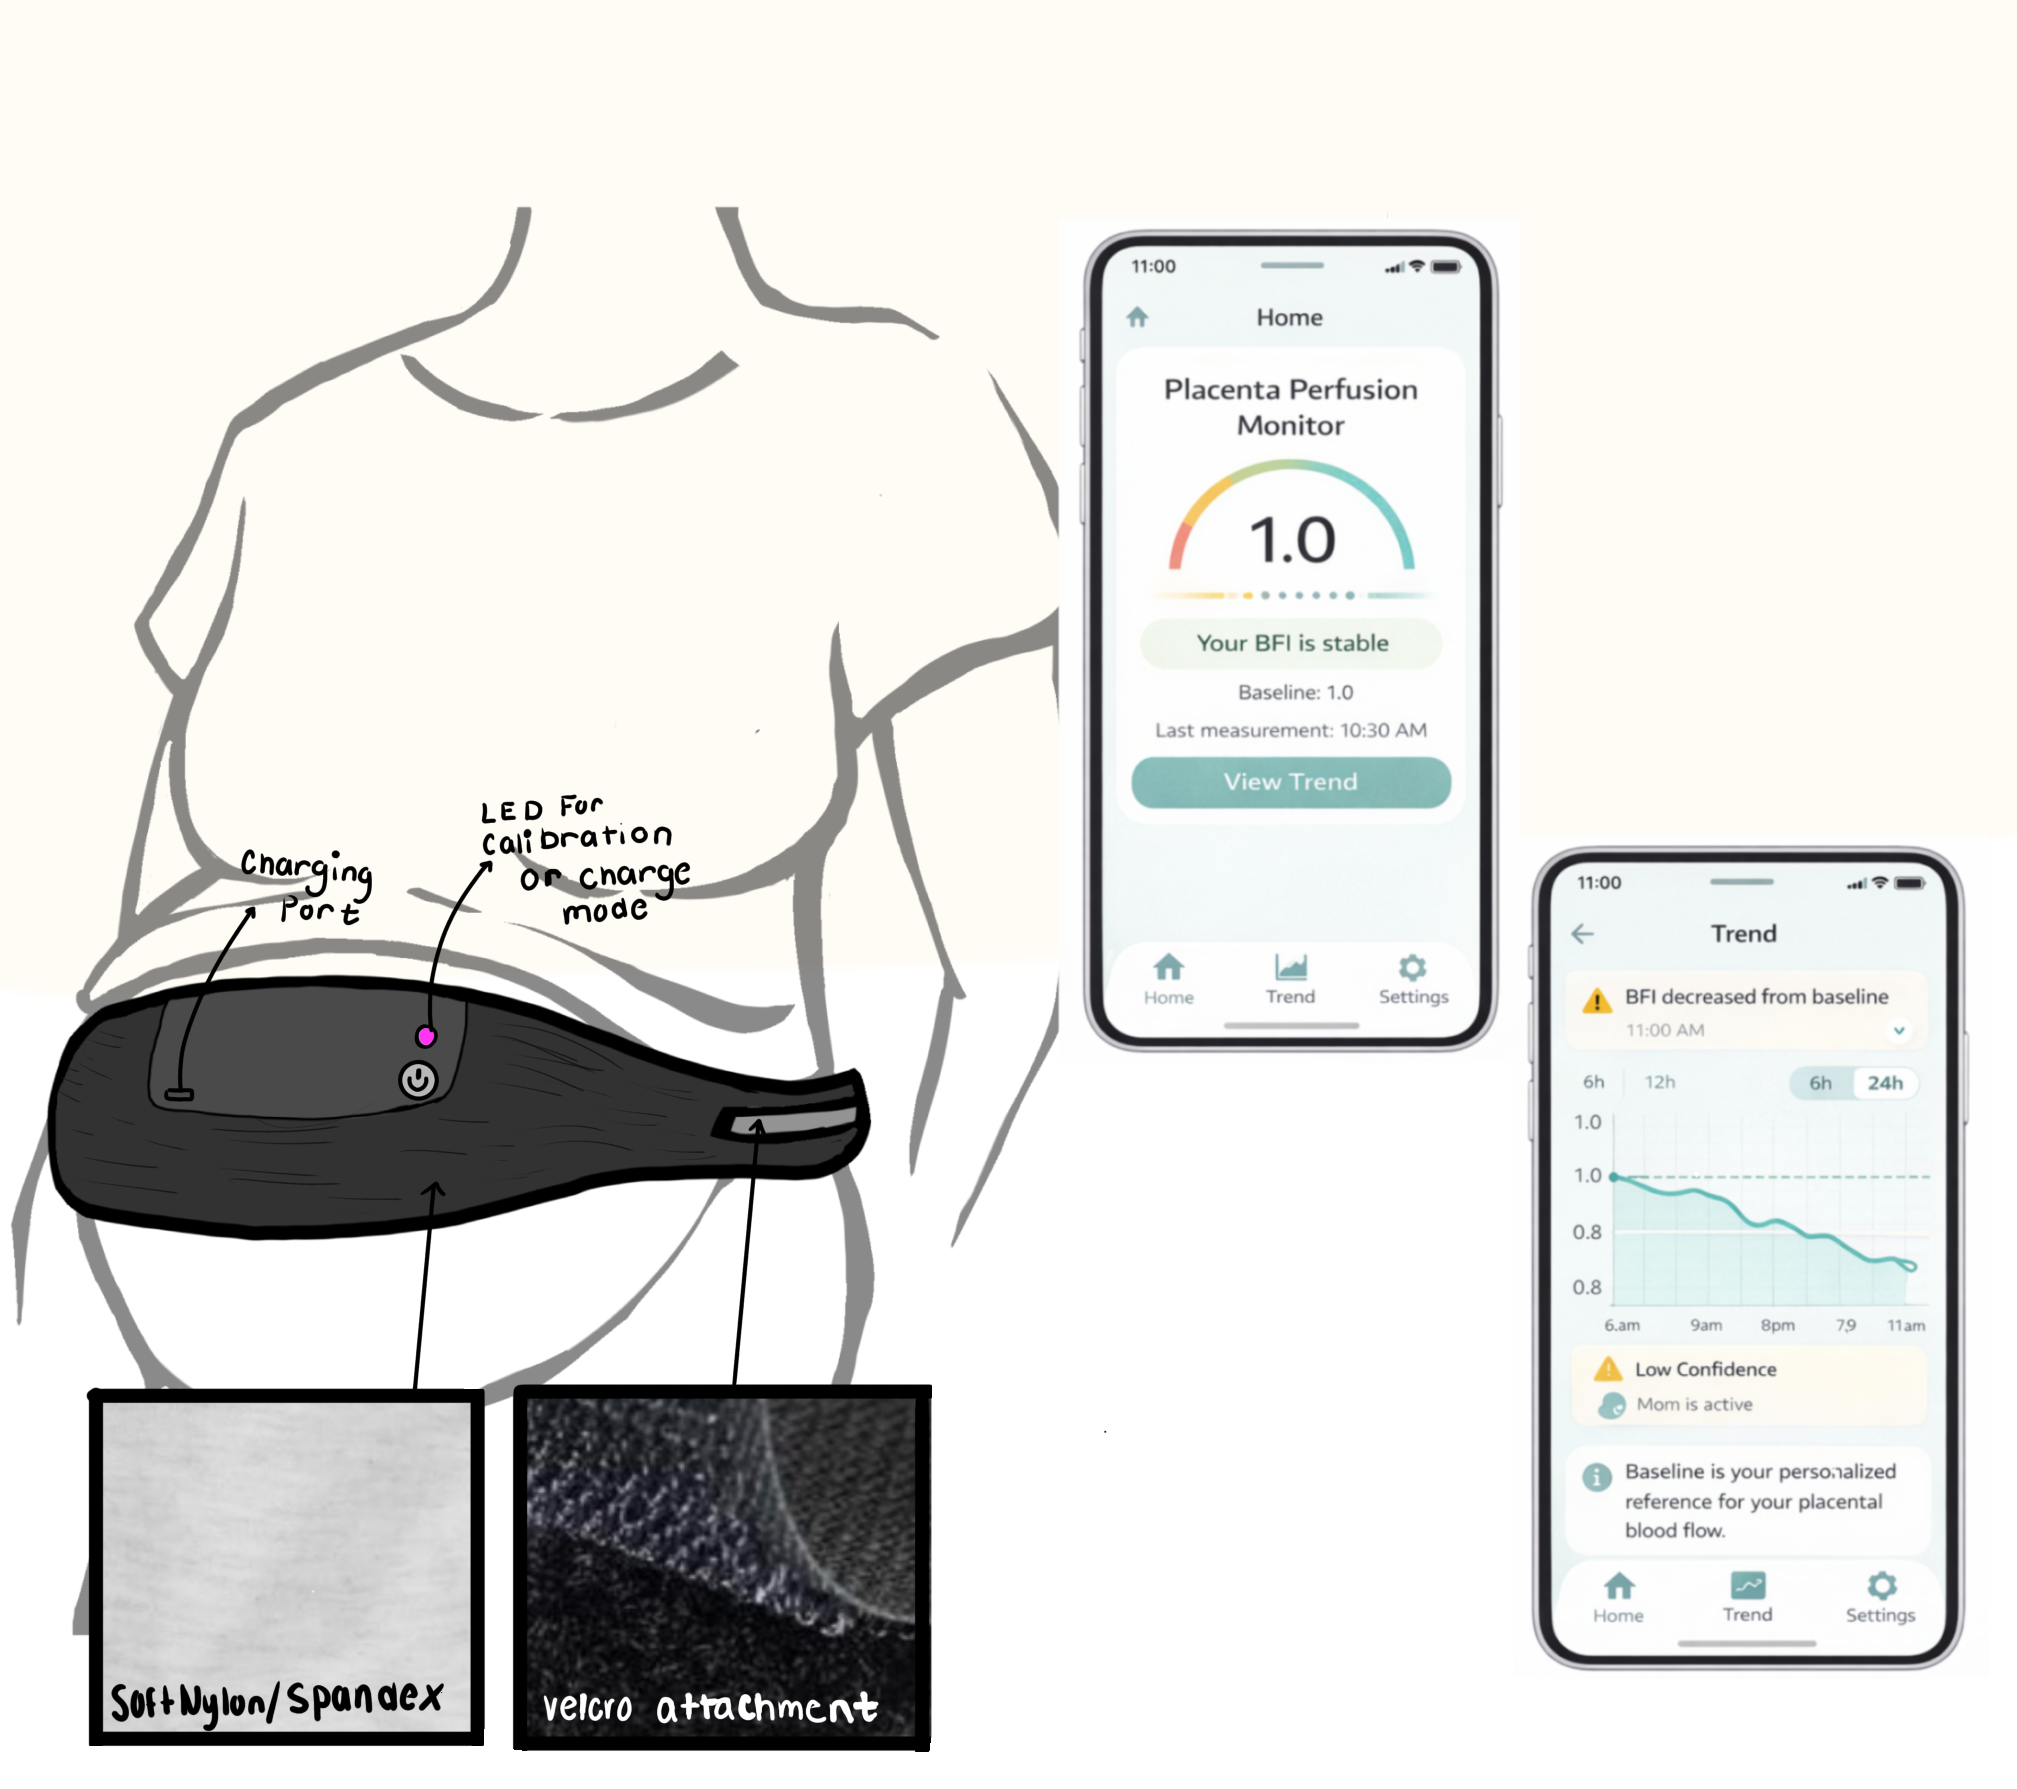 Charging
Port
LED For
Calibration
or charge
mode
Soft Nylon/Spandex
velcro attachment
11:00
Home
Placenta Perfusion
Monitor
1.0
Your BFI is stable
Baseline: 1.0
Last measurement: 10:30 AM
View Trend
Home Trend Settings
11:00
Trend
BFI decreased from baseline
11:00 AM
6h 12h 6h 24h
1.0
1.0
0.8
0.8
6.am 9am 8pm 7,9 11am
Low Confidence
Mom is active
Baseline is your personalized
reference for your placental
blood flow.
Home Trend Settings